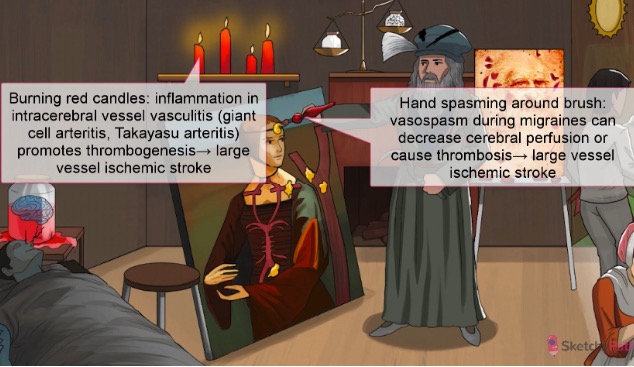 Burning red candles: inflammation in
intracerebral vessel vasculitis (giant
cell arteritis, Takayasu arteritis)
promotes thrombogenesis→ large
vessel ischemic stroke
Hand spasming around brush:
vasospasm during migraines can
decrease cerebral perfusion or
cause thrombosis→ large vessel
ischemic stroke